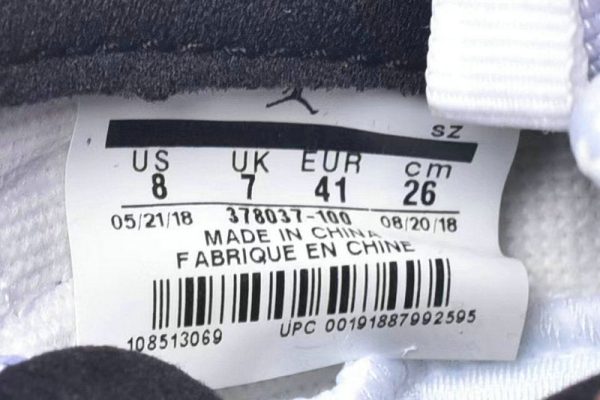 SZ
US UK EUR cm
8 7 41 26
05/21/18 378037-100 08/20/18
MADE IN CHINA
FABRIQUE EN CHINE
108513069 UPC 00191887992595